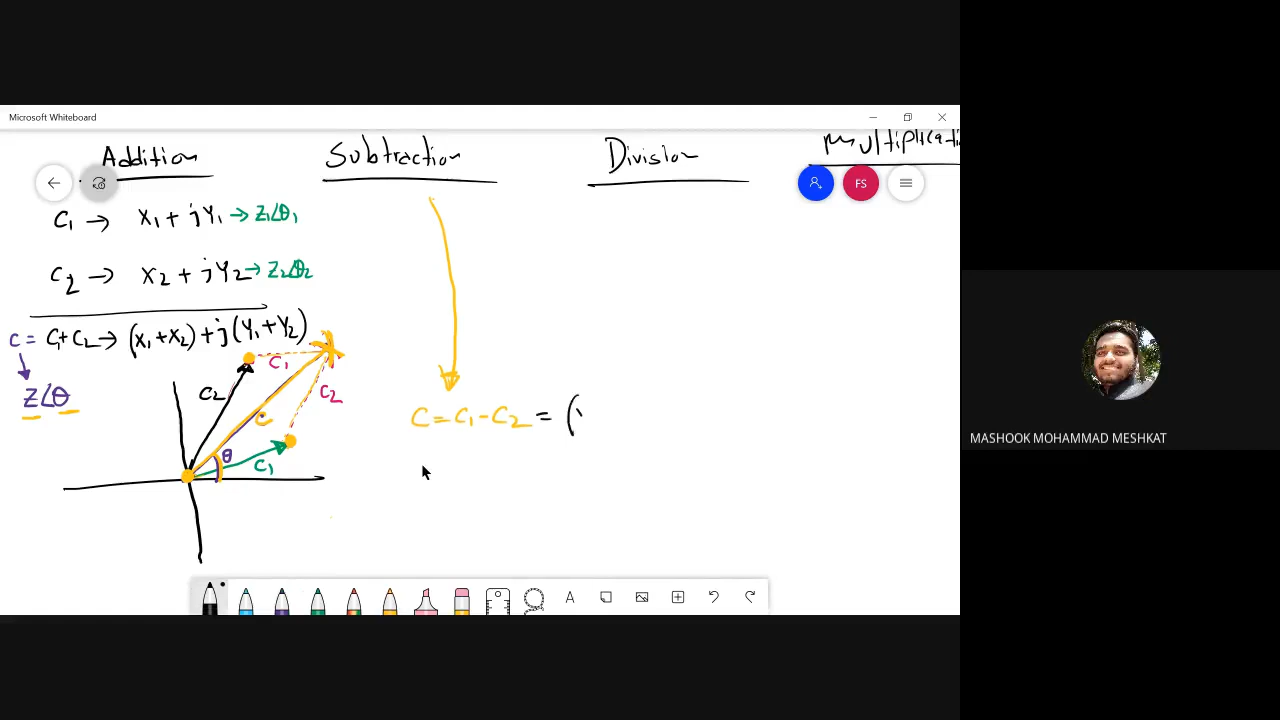 Microsoft Whiteboard
Addition Subtraction Division Multiplicati
FS
C₁ → x₁ + jY₁ → Z₁∠θ₁
C₂ → x₂ + jY₂ → Z₂∠θ₂
C = C₁+C₂ → (x₁+x₂)+j(Y₁+Y₂)
Z∠θ
C₂ C₁ C₂
C
θ C₁
C = C₁ - C₂ = (
MASHOOK MOHAMMAD MESHKAT
A